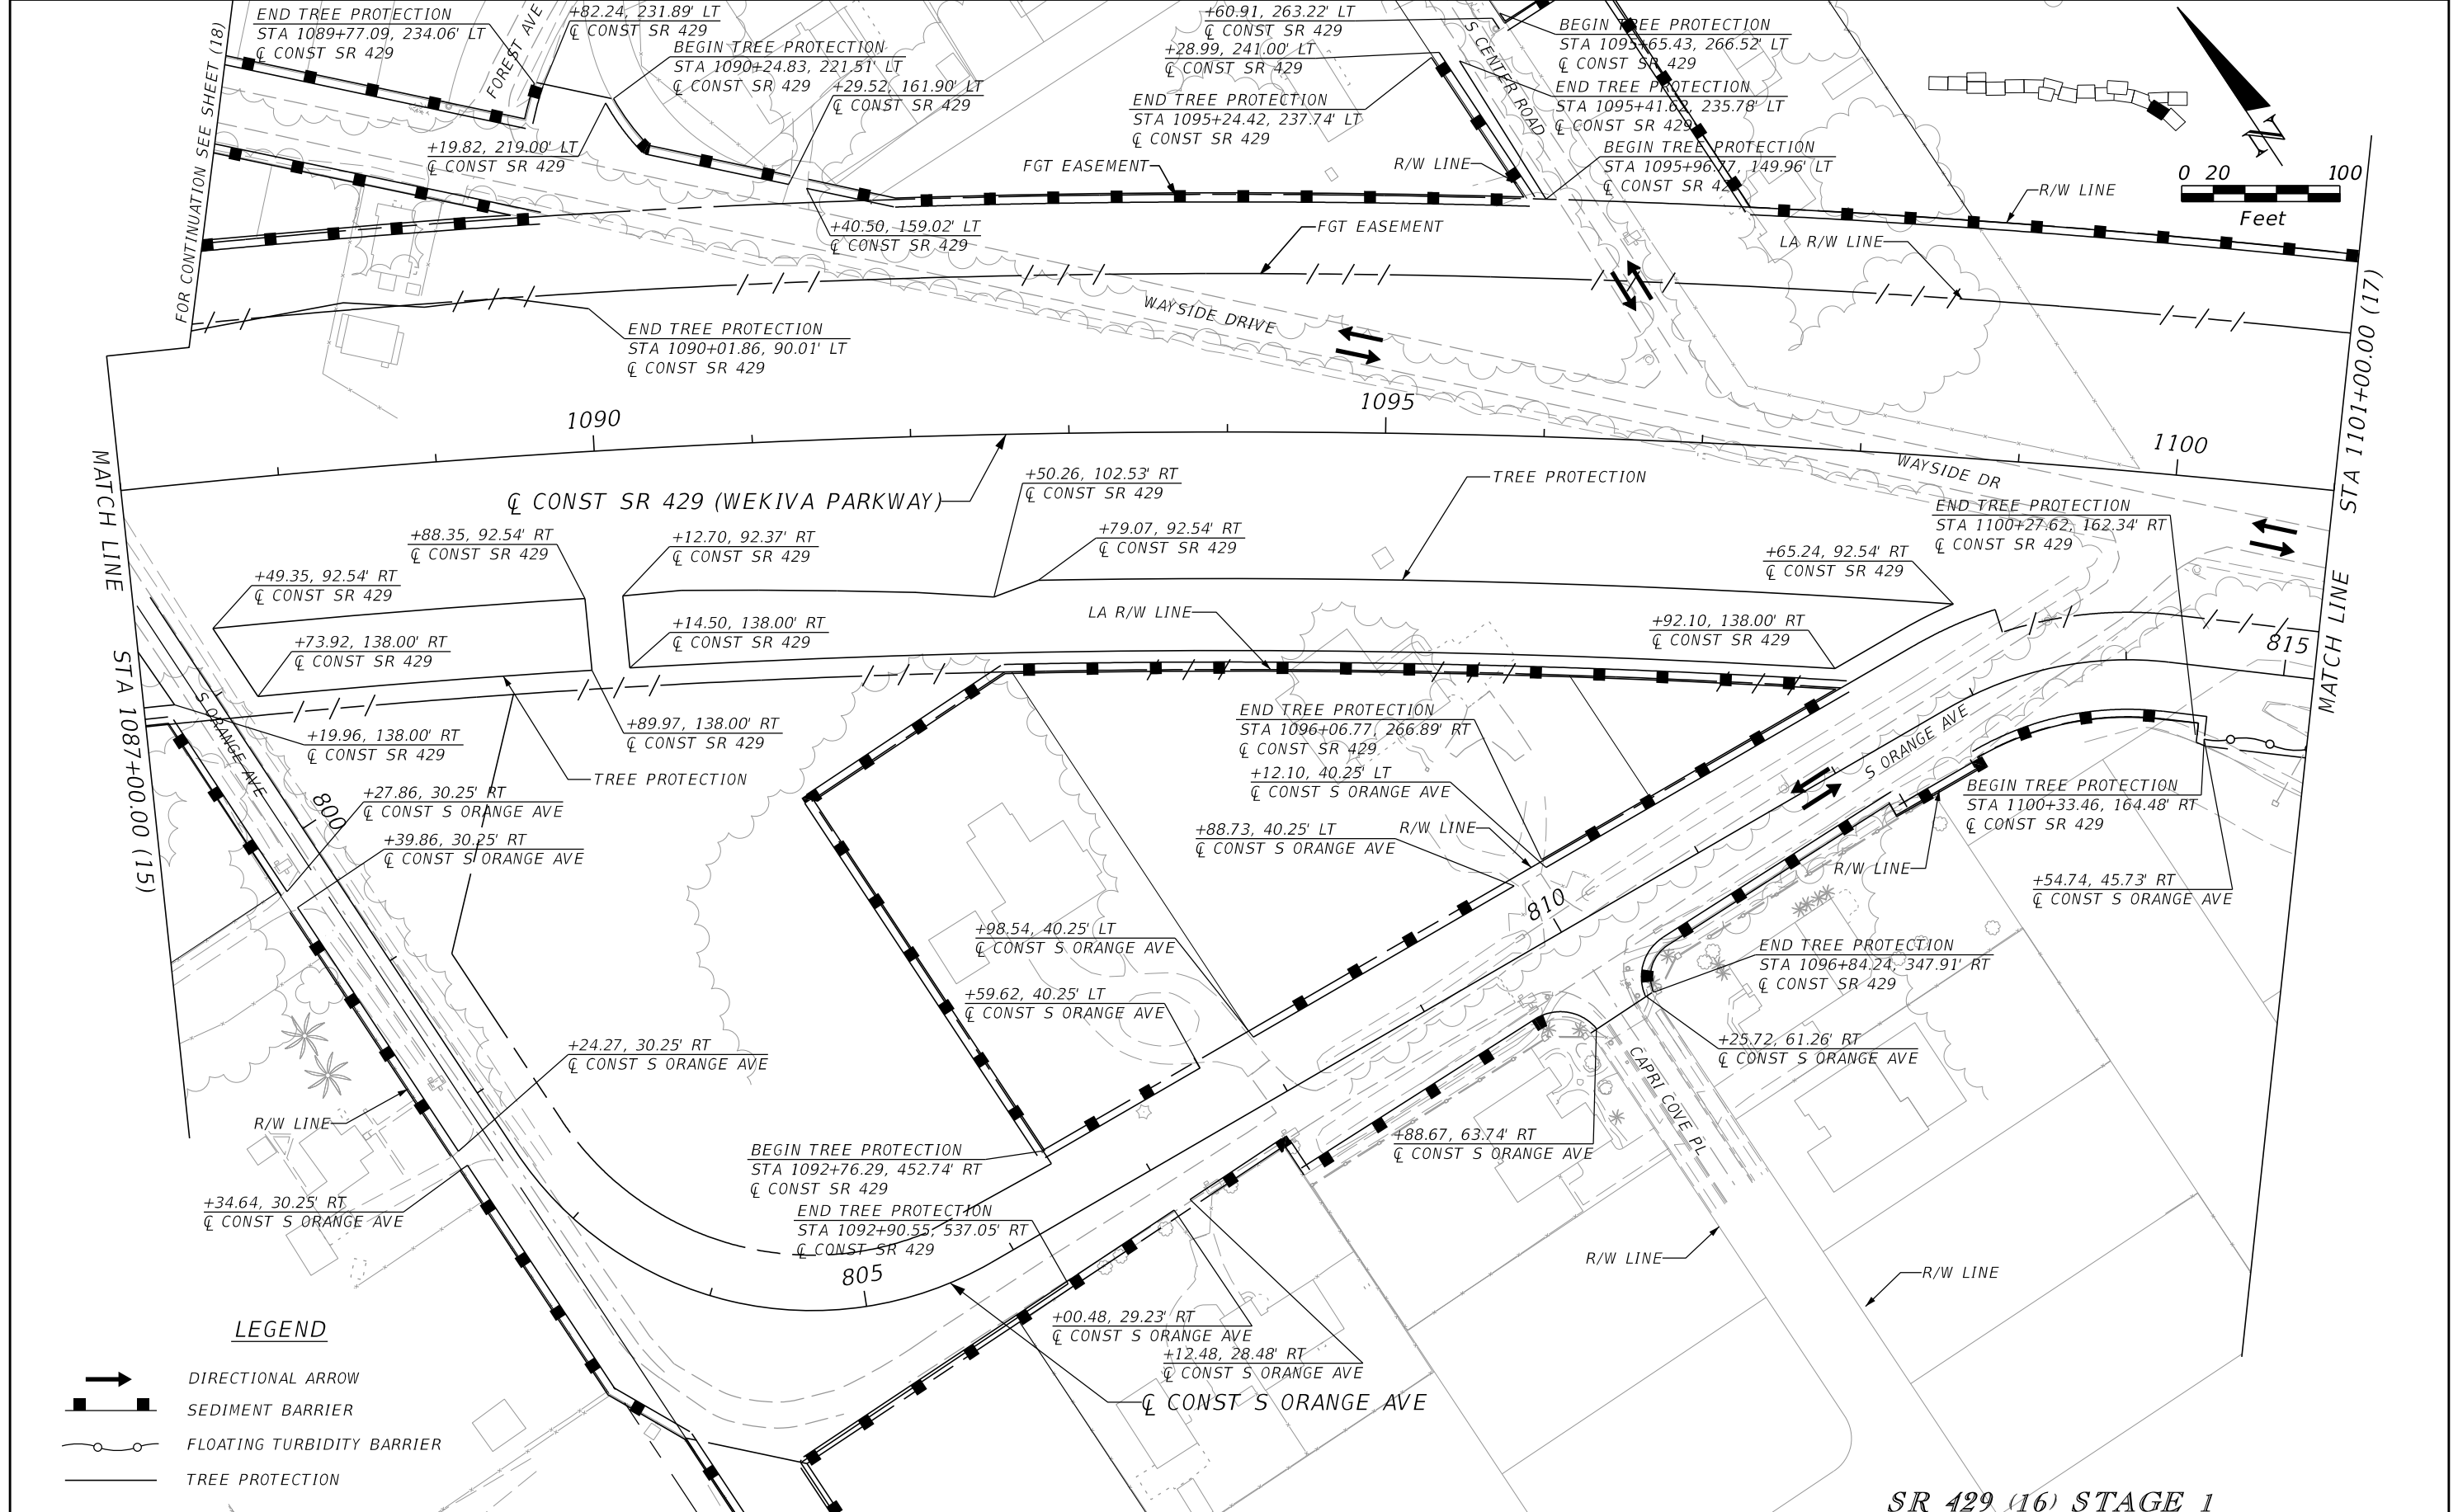 END TREE PROTECTION
STA 1089+77.09, 234.06' LT
℄ CONST SR 429
FOREST AVE
+82.24, 231.89' LT
℄ CONST SR 429
BEGIN TREE PROTECTION
STA 1090+24.83, 221.51' LT
℄ CONST SR 429
+29.52, 161.90' LT
℄ CONST SR 429
+19.82, 219.00' LT
℄ CONST SR 429
+40.50, 159.02' LT
℄ CONST SR 429
FOR CONTINUATION SEE SHEET (18)
+60.91, 263.22' LT
℄ CONST SR 429
+28.99, 241.00' LT
℄ CONST SR 429
END TREE PROTECTION
STA 1095+24.42, 237.74' LT
℄ CONST SR 429
FGT EASEMENT
R/W LINE
S CENTER ROAD
BEGIN TREE PROTECTION
STA 1095+65.43, 266.52' LT
℄ CONST SR 429
END TREE PROTECTION
STA 1095+41.62, 235.78' LT
℄ CONST SR 429
BEGIN TREE PROTECTION
STA 1095+96.77, 149.96' LT
℄ CONST SR 429
R/W LINE
N
0 20 100
Feet
FGT EASEMENT
LA R/W LINE
WAYSIDE DRIVE
END TREE PROTECTION
STA 1090+01.86, 90.01' LT
℄ CONST SR 429
1090
1095
1100
WAYSIDE DR
℄ CONST SR 429 (WEKIVA PARKWAY)
MATCH LINE
STA 1087+00.00 (15)
MATCH LINE
STA 1101+00.00 (17)
+50.26, 102.53' RT
℄ CONST SR 429
TREE PROTECTION
END TREE PROTECTION
STA 1100+27.62, 162.34' RT
℄ CONST SR 429
+88.35, 92.54' RT
℄ CONST SR 429
+12.70, 92.37' RT
℄ CONST SR 429
+79.07, 92.54' RT
℄ CONST SR 429
+65.24, 92.54' RT
℄ CONST SR 429
+49.35, 92.54' RT
℄ CONST SR 429
+73.92, 138.00' RT
℄ CONST SR 429
+14.50, 138.00' RT
℄ CONST SR 429
LA R/W LINE
+92.10, 138.00' RT
℄ CONST SR 429
815
+19.96, 138.00' RT
℄ CONST SR 429
+89.97, 138.00' RT
℄ CONST SR 429
TREE PROTECTION
S ORANGE AVE
800
+27.86, 30.25' RT
℄ CONST S ORANGE AVE
+39.86, 30.25' RT
℄ CONST S ORANGE AVE
END TREE PROTECTION
STA 1096+06.77, 266.89' RT
℄ CONST SR 429
+12.10, 40.25' LT
℄ CONST S ORANGE AVE
+88.73, 40.25' LT
℄ CONST S ORANGE AVE
R/W LINE
S ORANGE AVE
BEGIN TREE PROTECTION
STA 1100+33.46, 164.48' RT
℄ CONST SR 429
R/W LINE
+54.74, 45.73' RT
℄ CONST S ORANGE AVE
810
+98.54, 40.25' LT
℄ CONST S ORANGE AVE
+59.62, 40.25' LT
℄ CONST S ORANGE AVE
END TREE PROTECTION
STA 1096+84.24, 347.91' RT
℄ CONST SR 429
+25.72, 61.26' RT
℄ CONST S ORANGE AVE
CAPRI COVE PL
+24.27, 30.25' RT
℄ CONST S ORANGE AVE
R/W LINE
+88.67, 63.74' RT
℄ CONST S ORANGE AVE
BEGIN TREE PROTECTION
STA 1092+76.29, 452.74' RT
℄ CONST SR 429
END TREE PROTECTION
STA 1092+90.55, 537.05' RT
℄ CONST SR 429
+34.64, 30.25' RT
℄ CONST S ORANGE AVE
805
R/W LINE
R/W LINE
+00.48, 29.23' RT
℄ CONST S ORANGE AVE
+12.48, 28.48' RT
℄ CONST S ORANGE AVE
℄ CONST S ORANGE AVE
LEGEND
DIRECTIONAL ARROW
SEDIMENT BARRIER
FLOATING TURBIDITY BARRIER
TREE PROTECTION
SR 429 (16) STAGE 1